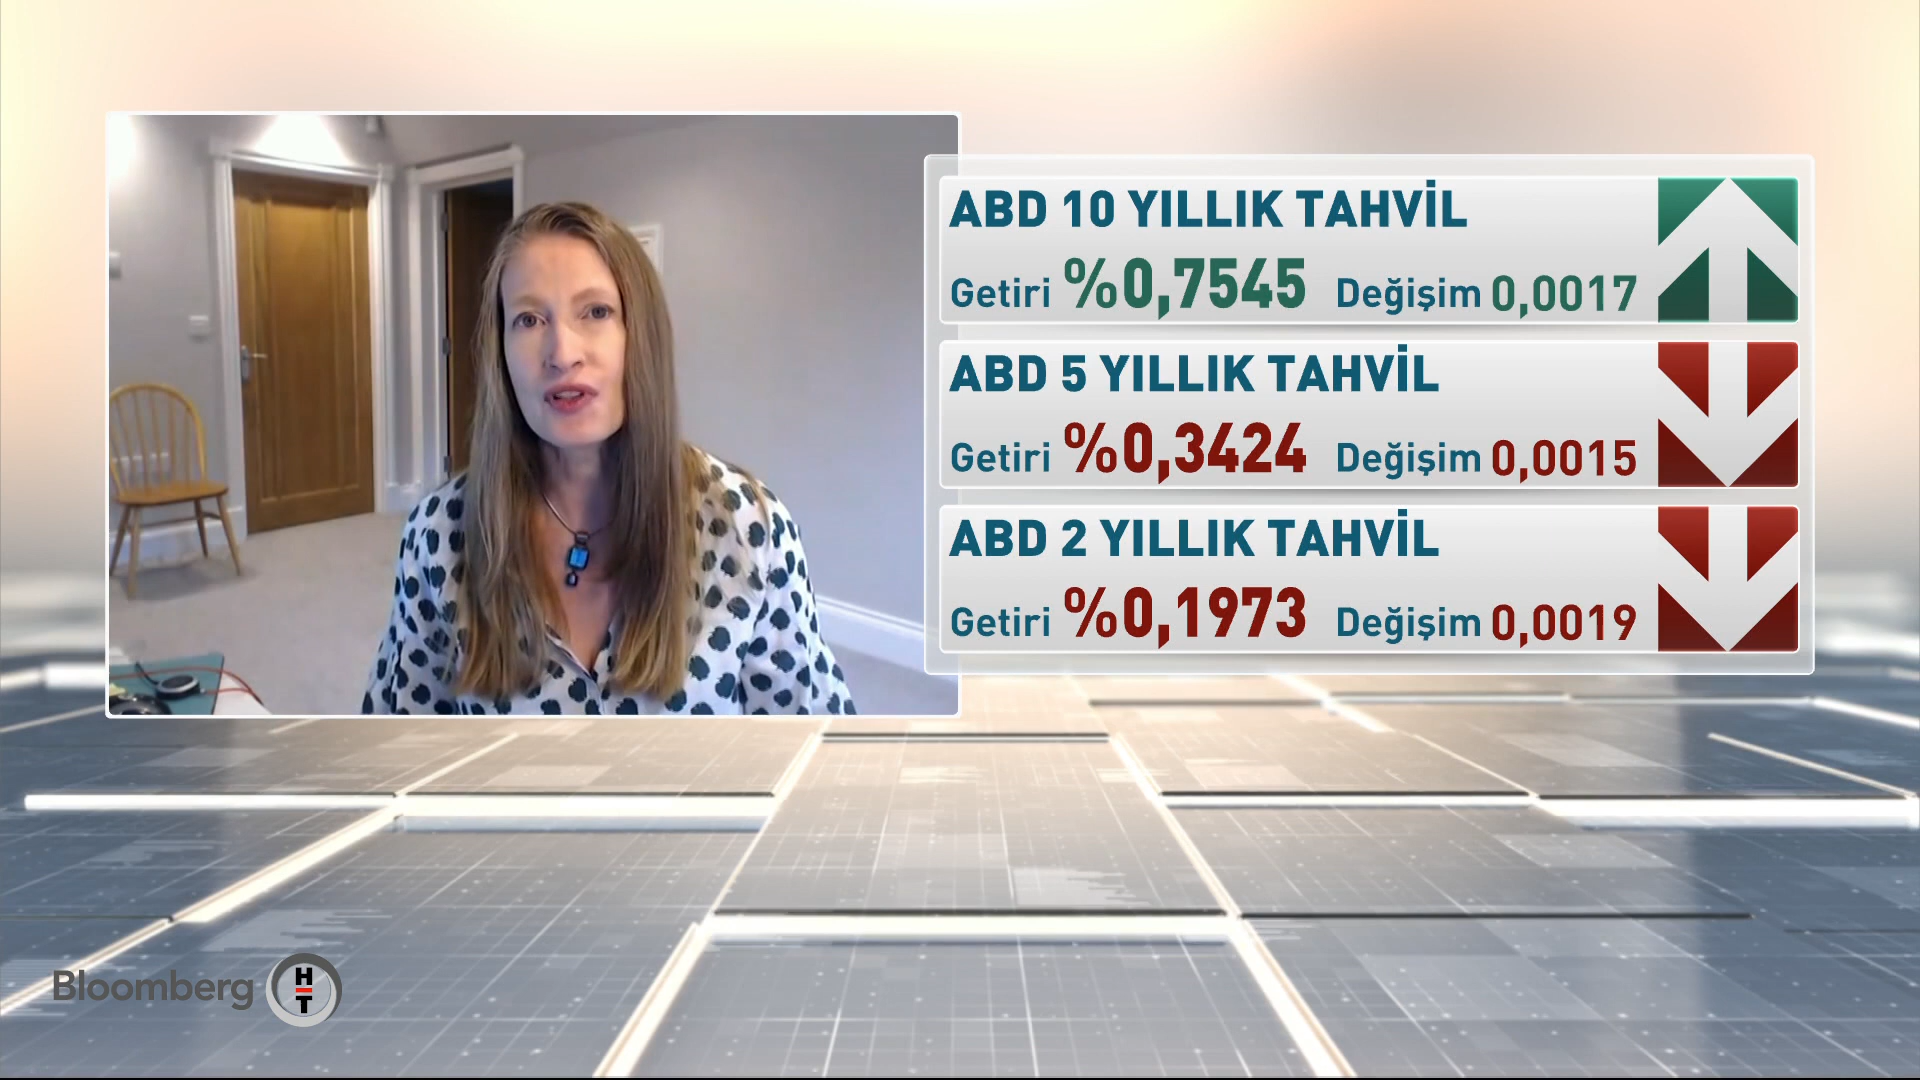 ABD 10 YILLIK TAHVİL
Getiri %0,7545 Değişim 0,0017
ABD 5 YILLIK TAHVİL
Getiri %0,3424 Değişim 0,0015
ABD 2 YILLIK TAHVİL
Getiri %0,1973 Değişim 0,0019
Bloomberg HT